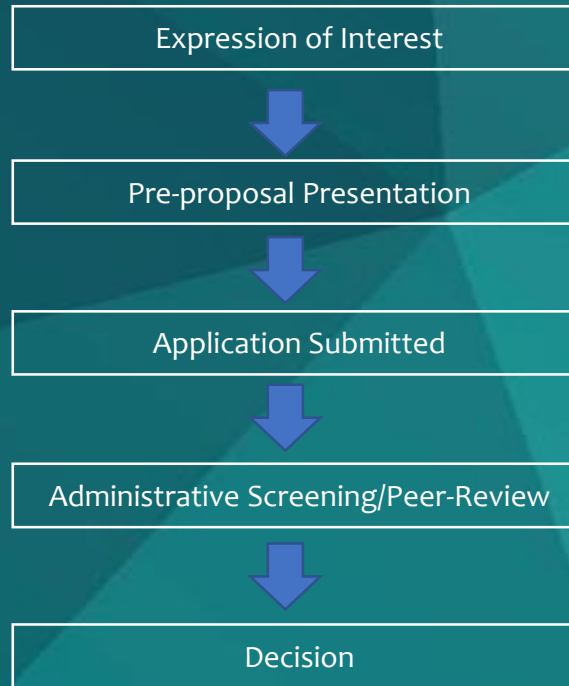 Expression of Interest
Pre-proposal Presentation
Application Submitted
Administrative Screening/Peer-Review
Decision